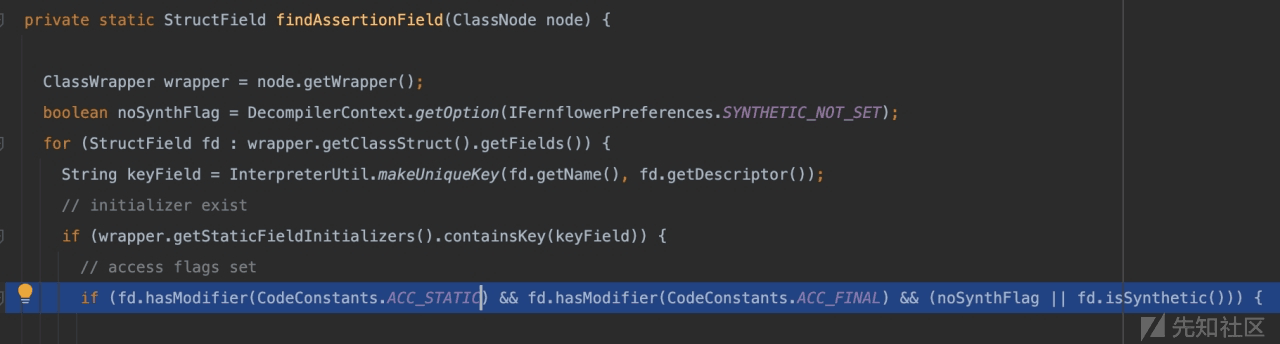 private static StructField findAssertionField(ClassNode node) {
ClassWrapper wrapper = node.getWrapper();
boolean noSynthFlag = DecompilerContext.getOption(IFernflowerPreferences.SYNTHETIC_NOT_SET);
for (StructField fd : wrapper.getClassStruct().getFields()) {
String keyField = InterpreterUtil.makeUniqueKey(fd.getName(), fd.getDescriptor());
// initializer exist
if (wrapper.getStaticFieldInitializers().containsKey(keyField)) {
// access flags set
if (fd.hasModifier(CodeConstants.ACC_STATIC) && fd.hasModifier(CodeConstants.ACC_FINAL) && (noSynthFlag || fd.isSynthetic())) {
先知社区